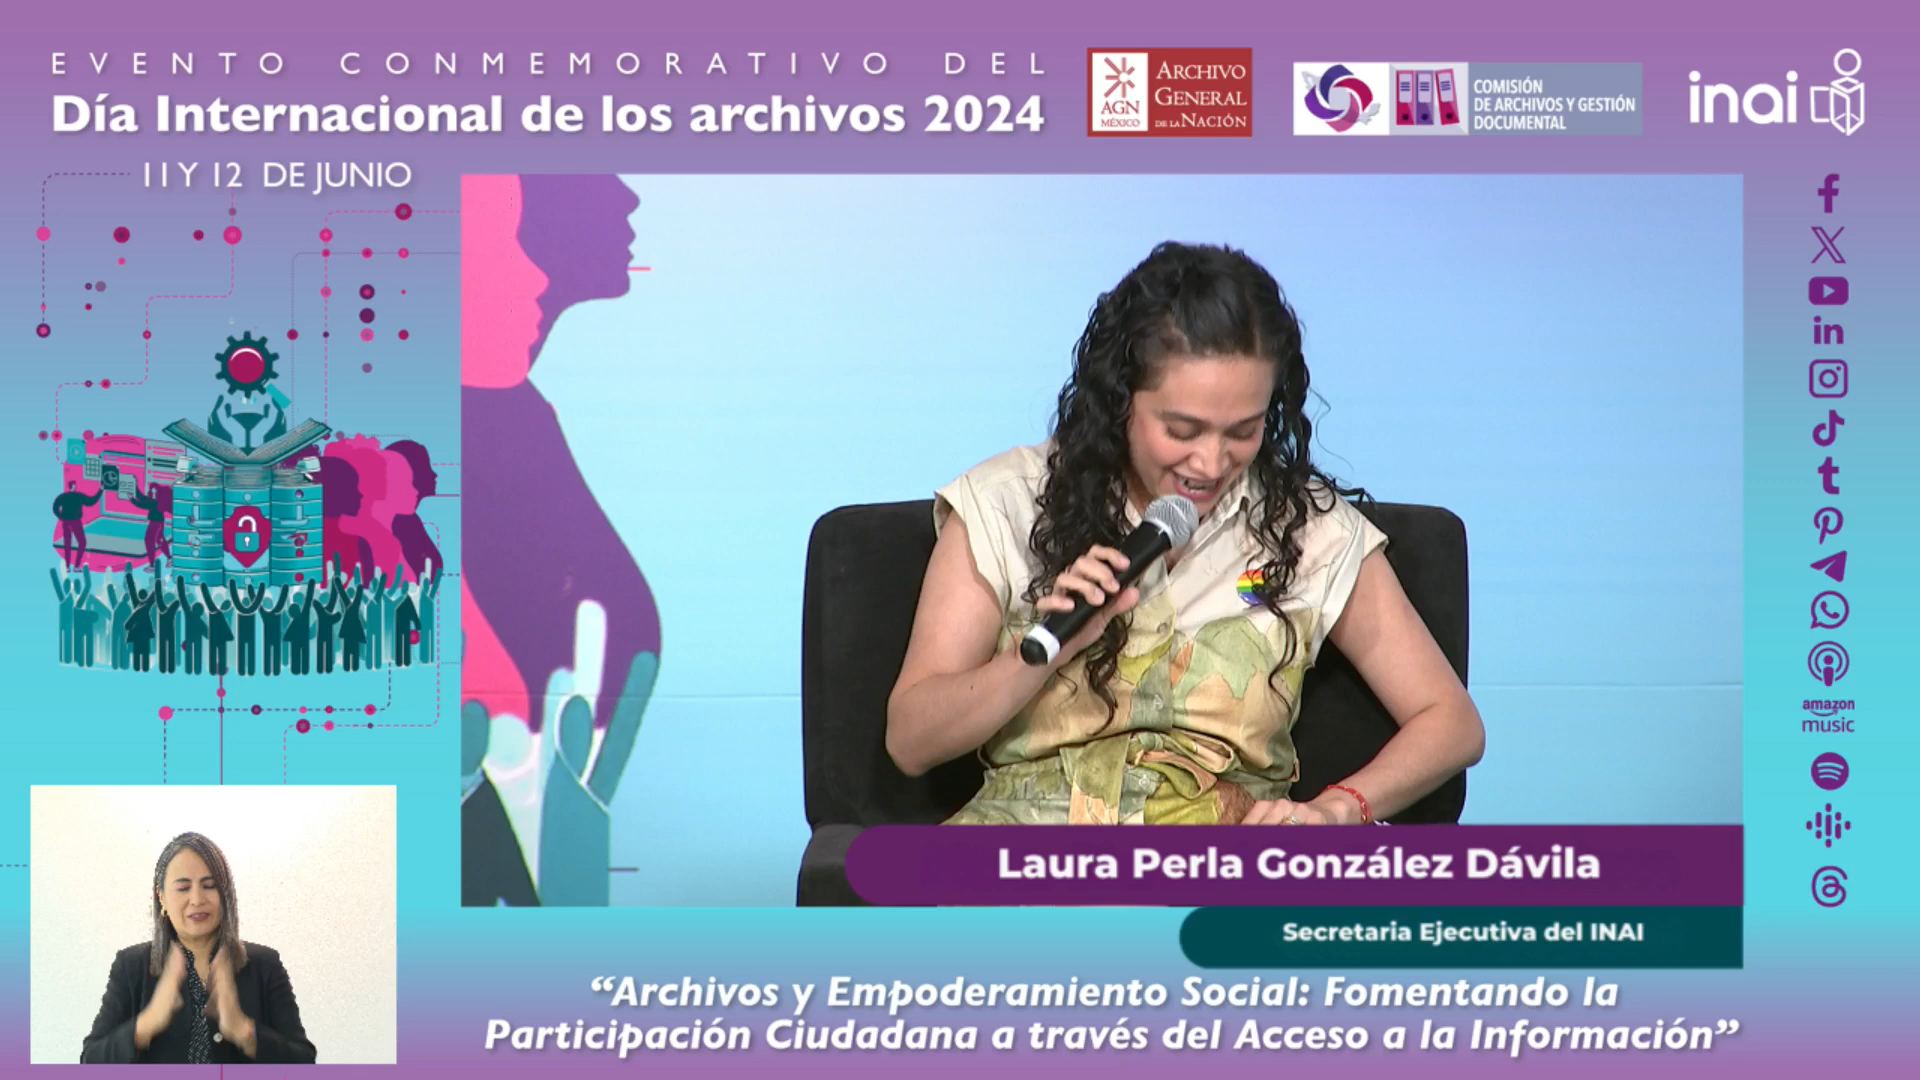 EVENTO CONMEMORATIVO DEL
Día Internacional de los archivos 2024
11 Y 12 DE JUNIO
AGN
MÉXICO
ARCHIVO
GENERAL
DE LA NACIÓN
COMISIÓN
DE ARCHIVOS Y GESTIÓN
DOCUMENTAL
inai
amazon
music
Laura Perla González Dávila
Secretaria Ejecutiva del INAI
“Archivos y Empoderamiento Social: Fomentando la
Participación Ciudadana a través del Acceso a la Información”